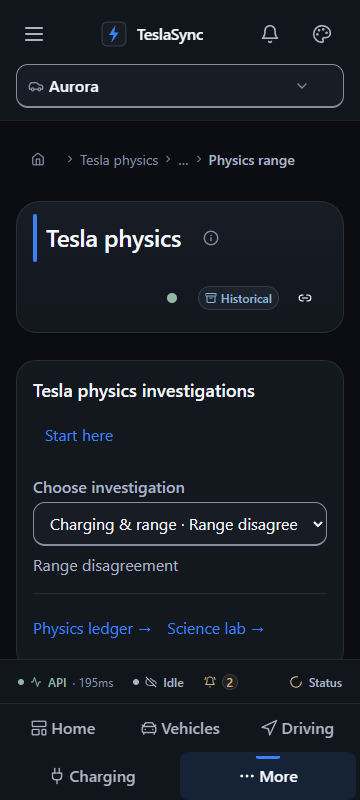 TeslaSync
Aurora
Tesla physics ... Physics range
Tesla physics
Historical
Tesla physics investigations
Start here
Choose investigation
Charging & range · Range disagree
Range disagreement
Physics ledger → Science lab →
API · 195ms Idle 2 Status
Home Vehicles Driving
Charging More